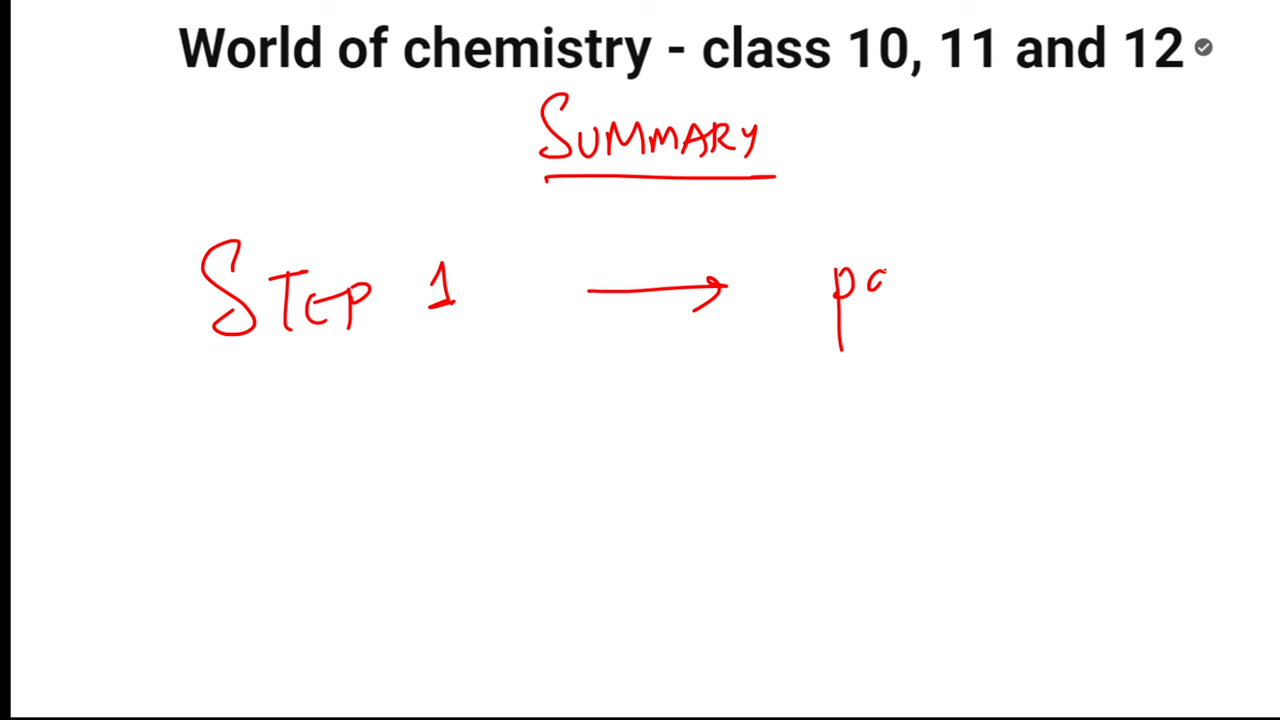 World of chemistry - class 10, 11 and 12
SUMMARY
STEP 1 →